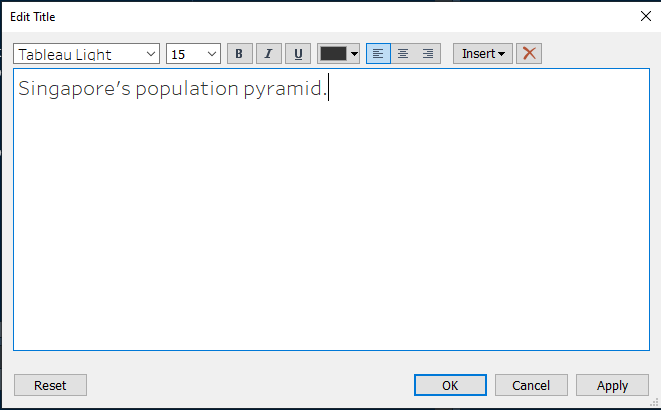 Edit Title
Tableau Light 15 B I U Insert
Singapore's population pyramid.
Reset OK Cancel Apply